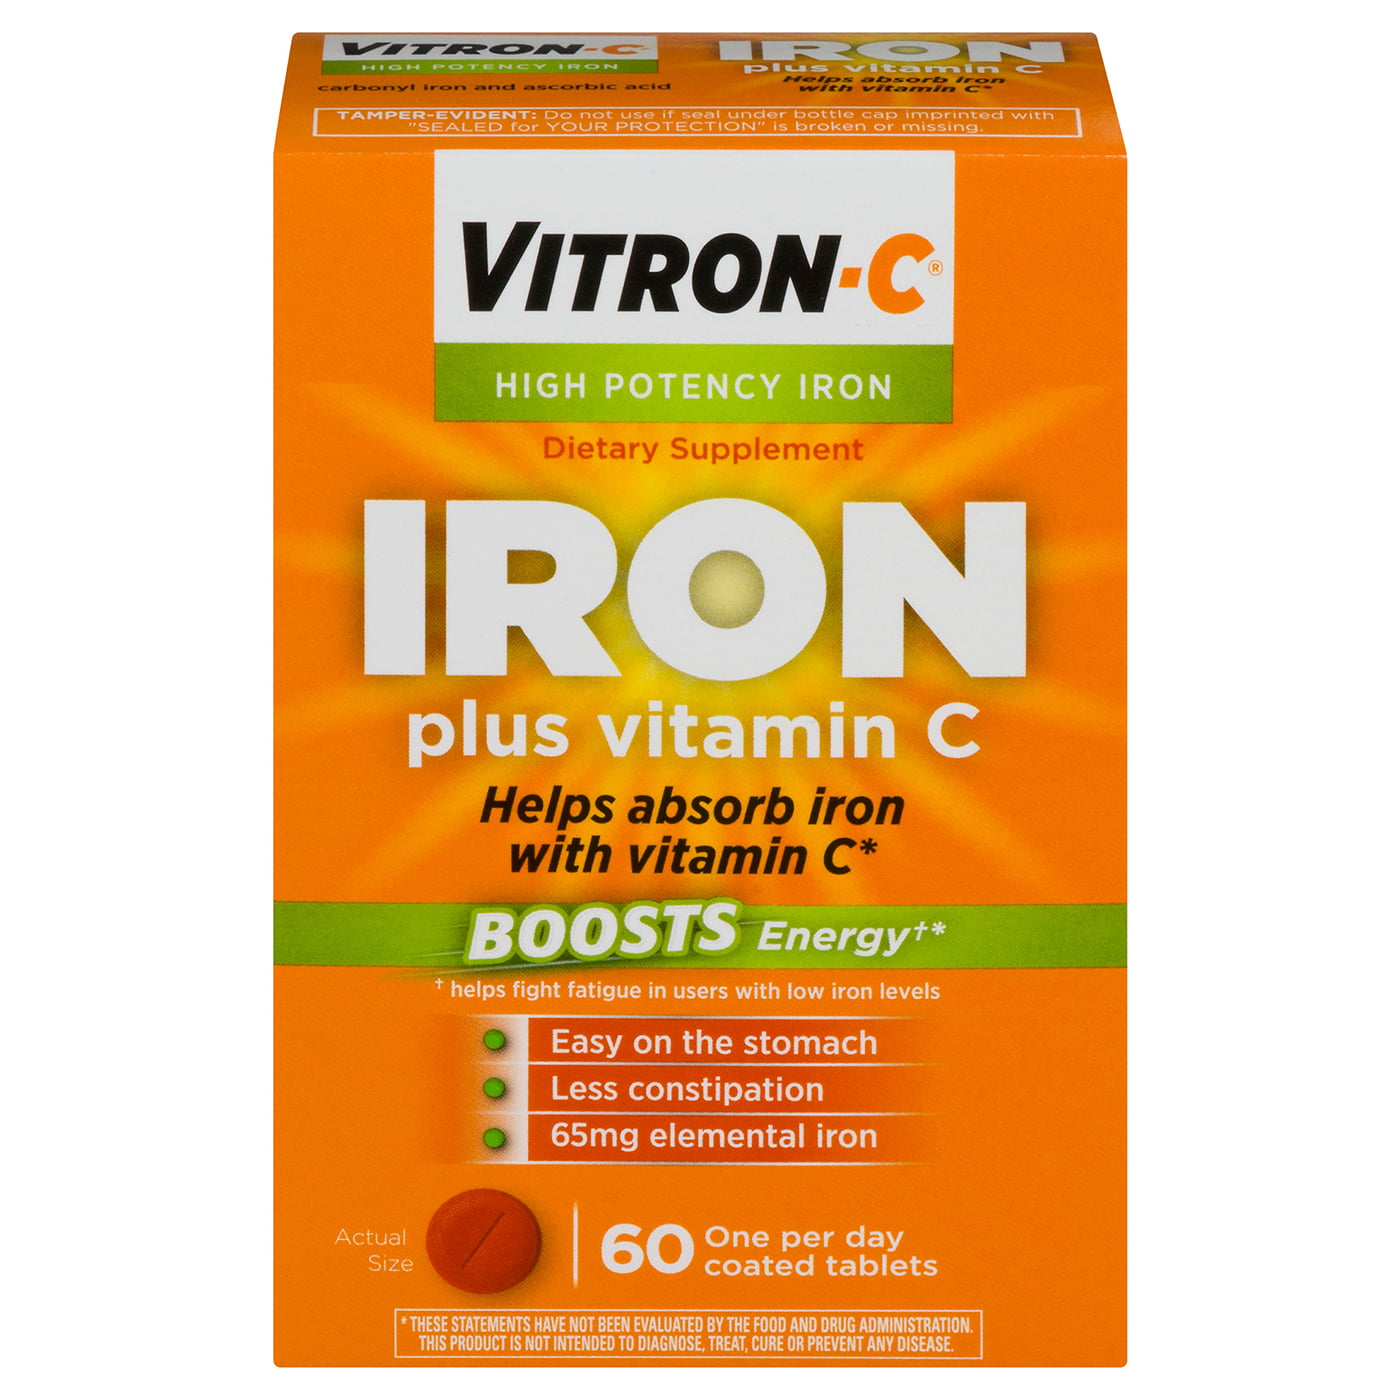 VITRON-C
HIGH POTENCY IRON
carbonyl iron and ascorbic acid
IRON
plus vitamin C
Helps absorb iron
with vitamin C*
TAMPER-EVIDENT: Do not use if seal under bottle cap imprinted with
"SEALED for YOUR PROTECTION" is broken or missing.
VITRON-C®
HIGH POTENCY IRON
Dietary Supplement
IRON
plus vitamin C
Helps absorb iron
with vitamin C*
BOOSTS Energy†*
† helps fight fatigue in users with low iron levels
Easy on the stomach
Less constipation
65mg elemental iron
Actual
Size
60 One per day
coated tablets
*THESE STATEMENTS HAVE NOT BEEN EVALUATED BY THE FOOD AND DRUG ADMINISTRATION.
THIS PRODUCT IS NOT INTENDED TO DIAGNOSE, TREAT, CURE OR PREVENT ANY DISEASE.